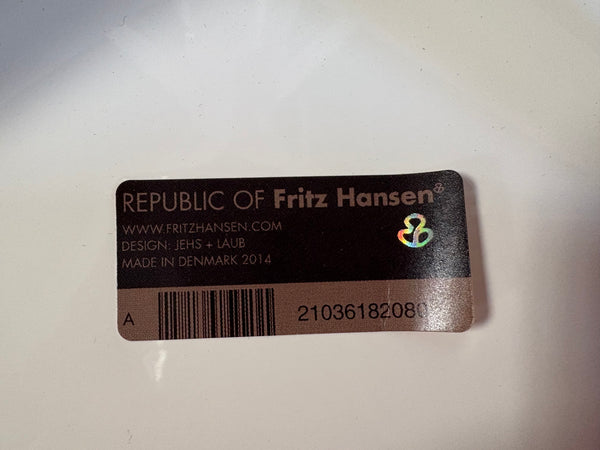 REPUBLIC OF Fritz Hansen
WWW.FRITZHANSEN.COM
DESIGN: JEHS + LAUB
MADE IN DENMARK 2014
A
21036182080